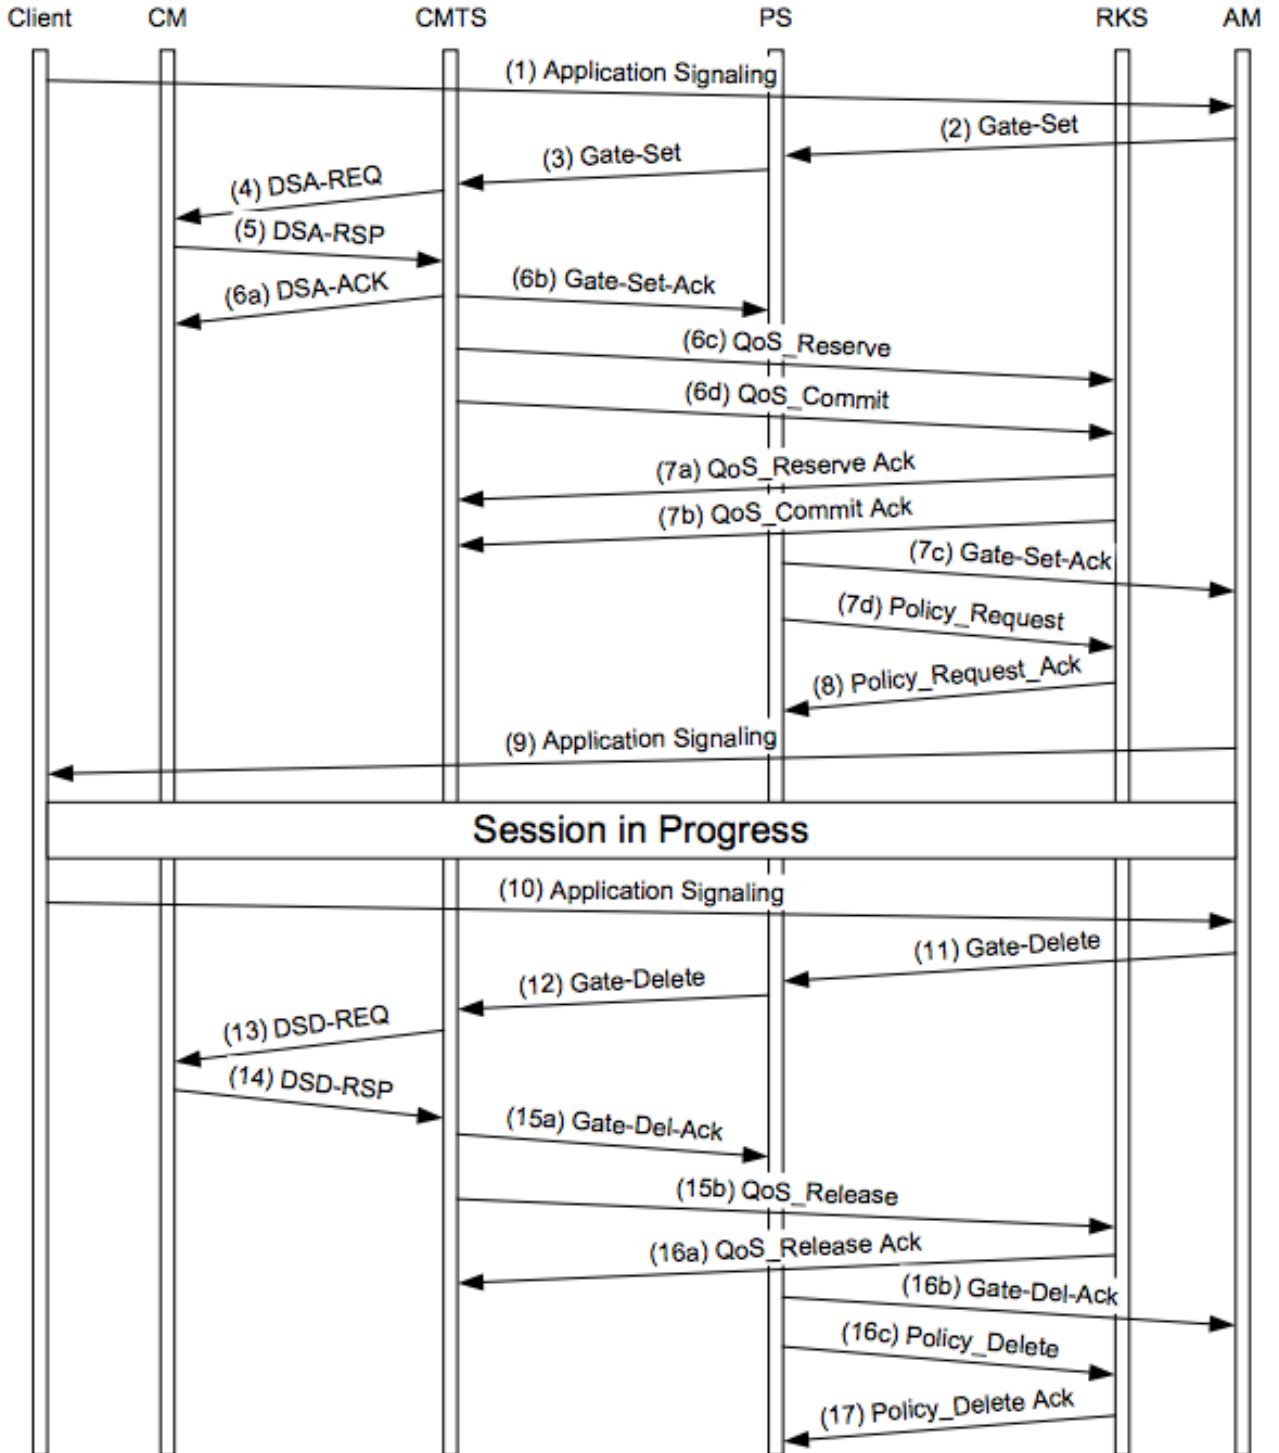 Client CM CMTS PS RKS AM
(1) Application Signaling
(2) Gate-Set
(3) Gate-Set
(4) DSA-REQ
(5) DSA-RSP
(6a) DSA-ACK
(6b) Gate-Set-Ack
(6c) QoS_Reserve
(6d) QoS_Commit
(7a) QoS_Reserve Ack
(7b) QoS_Commit Ack
(7c) Gate-Set-Ack
(7d) Policy_Request
(8) Policy_Request_Ack
(9) Application Signaling
Session in Progress
(10) Application Signaling
(11) Gate-Delete
(12) Gate-Delete
(13) DSD-REQ
(14) DSD-RSP
(15a) Gate-Del-Ack
(15b) QoS_Release
(16a) QoS_Release Ack
(16b) Gate-Del-Ack
(16c) Policy_Delete
(17) Policy_Delete Ack